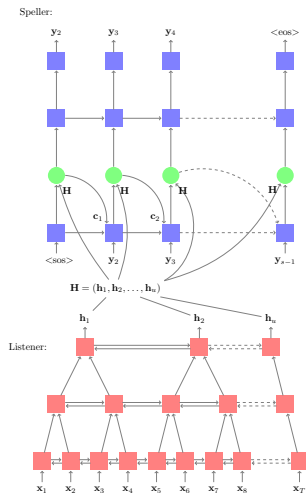 Speller:
y₂ y₃ y₄ <eos>
H H H H
c₁ c₂
<sos> y₂ y₃ yₛ₋₁
H = (h₁, h₂, . . . , hᵤ)
h₁ h₂ hᵤ
Listener:
x₁ x₂ x₃ x₄ x₅ x₆ x₇ x₈ x_T